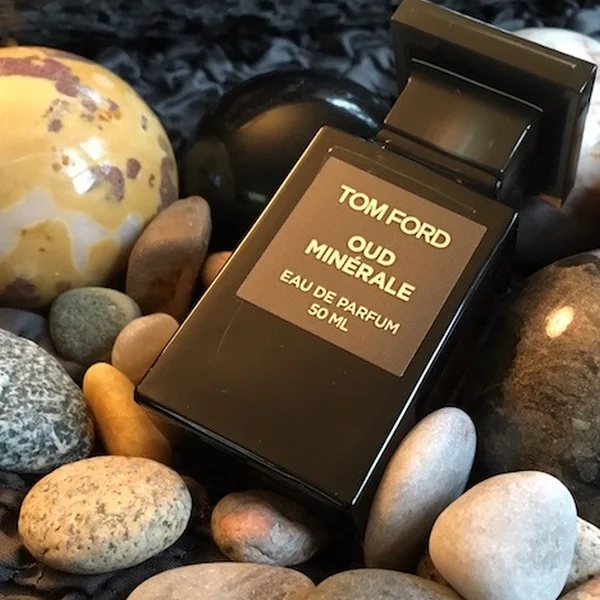 TOM FORD
OUD
MINÉRALE
EAU DE PARFUM
50 ML